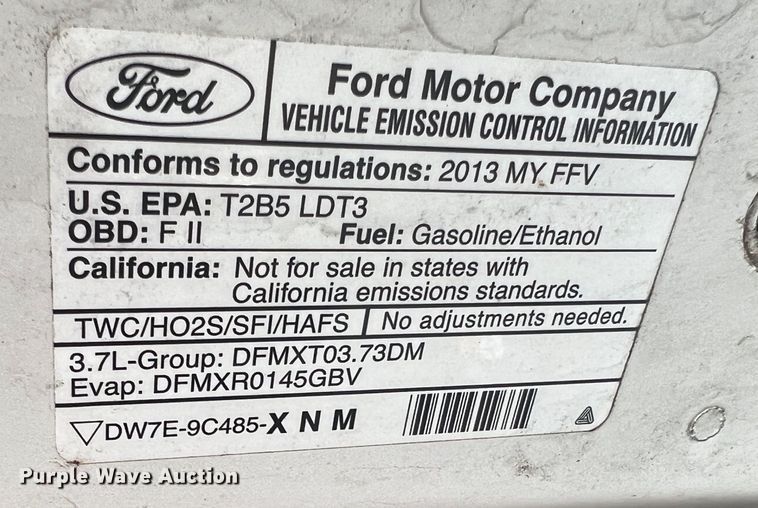 Ford
Ford Motor Company
VEHICLE EMISSION CONTROL INFORMATION
Conforms to regulations: 2013 MY FFV
U.S. EPA: T2B5 LDT3
OBD: F II Fuel: Gasoline/Ethanol
California: Not for sale in states with
California emissions standards.
TWC/HO2S/SFI/HAFS No adjustments needed.
3.7L-Group: DFMXT03.73DM
Evap: DFMXR0145GBV
▽DW7E-9C485-X N M
Purple Wave Auction